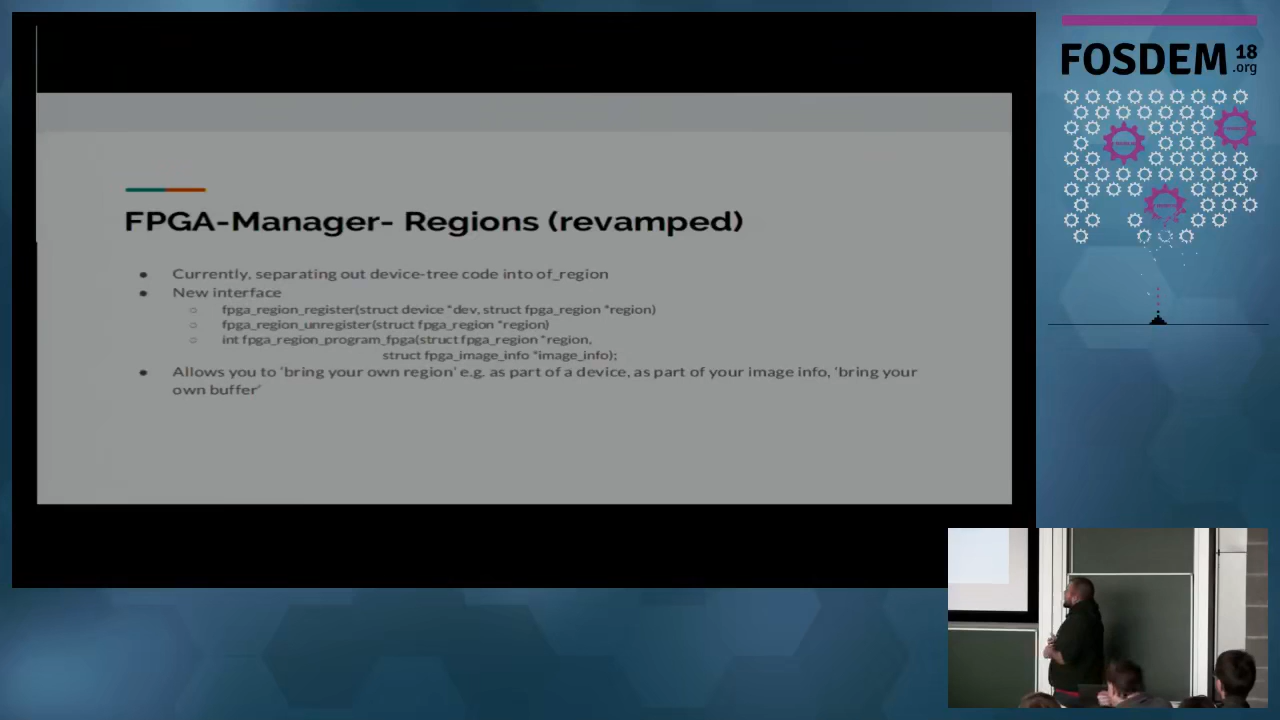 FPGA-Manager- Regions (revamped)
● Currently, separating out device-tree code into of_region
● New interface
○ fpga_region_register(struct device *dev, struct fpga_region *region)
○ fpga_region_unregister(struct fpga_region *region)
○ int fpga_region_program_fpga(struct fpga_region *region,
struct fpga_image_info *image_info);
● Allows you to 'bring your own region' e.g. as part of a device, as part of your image info, 'bring your
own buffer'
FOSDEM 18
.org